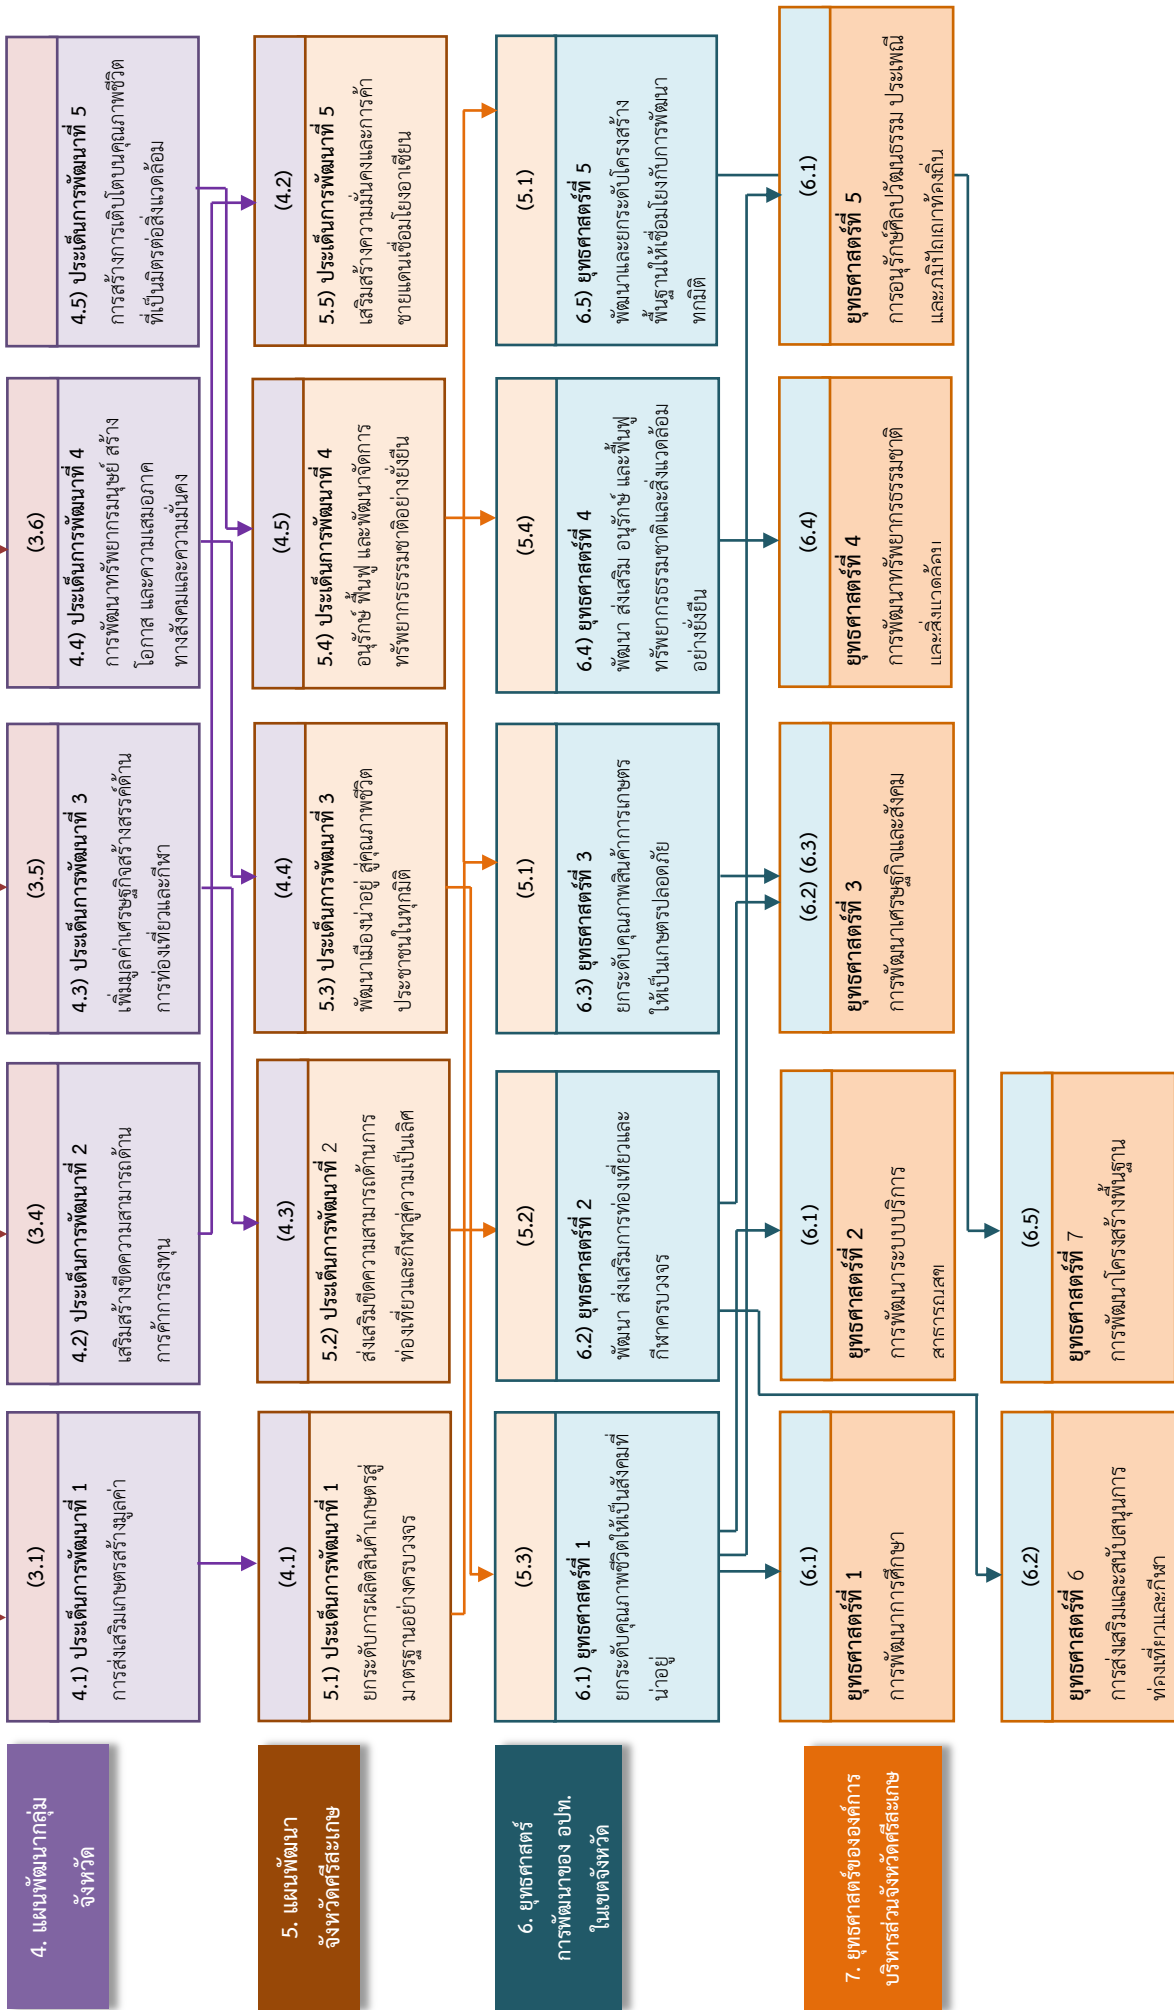 4. แผนพัฒนากลุ่ม
จังหวัด
(3.1)
4.1) ประเด็นการพัฒนาที่ 1
การส่งเสริมเกษตรสร้างมูลค่า
(3.4)
4.2) ประเด็นการพัฒนาที่ 2
เสริมสร้างขีดความสามารถด้าน
การค้าการลงทุน
(3.5)
4.3) ประเด็นการพัฒนาที่ 3
เพิ่มมูลค่าเศรษฐกิจสร้างสรรค์ด้าน
การท่องเที่ยวและกีฬา
(3.6)
4.4) ประเด็นการพัฒนาที่ 4
การพัฒนาทรัพยากรมนุษย์ สร้าง
โอกาส และความเสมอภาค
ทางสังคมและความมั่นคง
4.5) ประเด็นการพัฒนาที่ 5
การสร้างการเติบโตบนคุณภาพชีวิต
ที่เป็นมิตรต่อสิ่งแวดล้อม
5. แผนพัฒนา
จังหวัดศรีสะเกษ
(4.1)
5.1) ประเด็นการพัฒนาที่ 1
ยกระดับการผลิตสินค้าเกษตรสู่
มาตรฐานอย่างครบวงจร
(4.3)
5.2) ประเด็นการพัฒนาที่ 2
ส่งเสริมขีดความสามารถด้านการ
ท่องเที่ยวและกีฬาสู่ความเป็นเลิศ
(4.4)
5.3) ประเด็นการพัฒนาที่ 3
พัฒนาเมืองน่าอยู่ สู่คุณภาพชีวิต
ประชาชนในทุกมิติ
(4.5)
5.4) ประเด็นการพัฒนาที่ 4
อนุรักษ์ ฟื้นฟู และพัฒนาจัดการ
ทรัพยากรธรรมชาติอย่างยั่งยืน
(4.2)
5.5) ประเด็นการพัฒนาที่ 5
เสริมสร้างความมั่นคงและการค้า
ชายแดนเชื่อมโยงอาเซียน
6. ยุทธศาสตร์
การพัฒนาของ อปท.
ในเขตจังหวัด
(5.3)
6.1) ยุทธศาสตร์ที่ 1
ยกระดับคุณภาพชีวิตให้เป็นสังคมที่
น่าอยู่
(5.2)
6.2) ยุทธศาสตร์ที่ 2
พัฒนา ส่งเสริมการท่องเที่ยวและ
กีฬาครบวงจร
(5.1)
6.3) ยุทธศาสตร์ที่ 3
ยกระดับคุณภาพสินค้าการเกษตร
ให้เป็นเกษตรปลอดภัย
(5.4)
6.4) ยุทธศาสตร์ที่ 4
พัฒนา ส่งเสริม อนุรักษ์ และฟื้นฟู
ทรัพยากรธรรมชาติและสิ่งแวดล้อม
อย่างยั่งยืน
(5.1)
6.5) ยุทธศาสตร์ที่ 5
พัฒนาและยกระดับโครงสร้าง
พื้นฐานให้เชื่อมโยงกับการพัฒนา
ทุกมิติ
7. ยุทธศาสตร์ขององค์การ
บริหารส่วนจังหวัดศรีสะเกษ
(6.1)
ยุทธศาสตร์ที่ 1
การพัฒนาการศึกษา
(6.1)
ยุทธศาสตร์ที่ 2
การพัฒนาระบบบริการ
สาธารณสุข
(6.2) (6.3)
ยุทธศาสตร์ที่ 3
การพัฒนาเศรษฐกิจและสังคม
(6.4)
ยุทธศาสตร์ที่ 4
การพัฒนาทรัพยากรธรรมชาติ
และสิ่งแวดล้อม
(6.1)
ยุทธศาสตร์ที่ 5
การอนุรักษ์ศิลปวัฒนธรรม ประเพณี
และภูมิปัญญาท้องถิ่น
(6.2)
ยุทธศาสตร์ที่ 6
การส่งเสริมและสนับสนุนการ
ท่องเที่ยวและกีฬา
(6.5)
ยุทธศาสตร์ที่ 7
การพัฒนาโครงสร้างพื้นฐาน